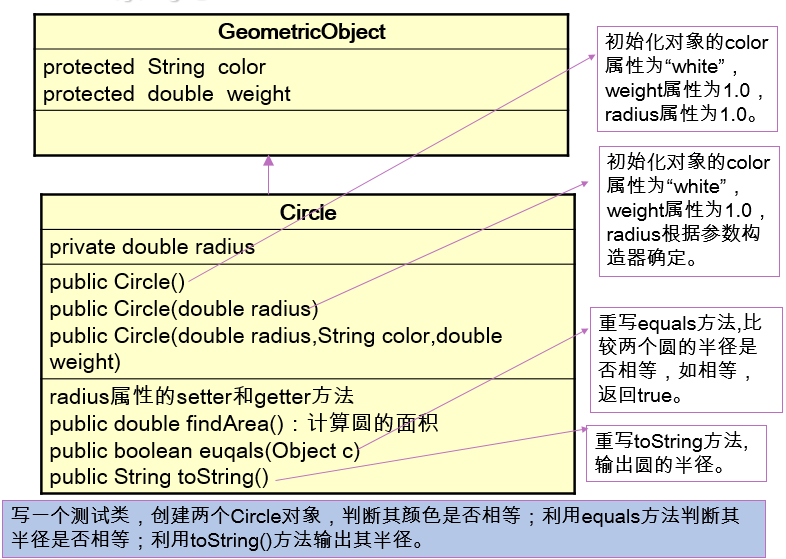 GeometricObject
protected String color
protected double weight
Circle
private double radius
public Circle()
public Circle(double radius)
public Circle(double radius,String color,double
weight)
radius属性的setter和getter方法
public double findArea()：计算圆的面积
public boolean euqals(Object c)
public String toString()
初始化对象的color
属性为“white”，
weight属性为1.0，
radius属性为1.0。
初始化对象的color
属性为“white”，
weight属性为1.0，
radius根据参数构
造器确定。
重写equals方法,比
较两个圆的半径是
否相等，如相等，
返回true。
重写toString方法,
输出圆的半径。
写一个测试类，创建两个Circle对象，判断其颜色是否相等；利用equals方法判断其
半径是否相等；利用toString()方法输出其半径。